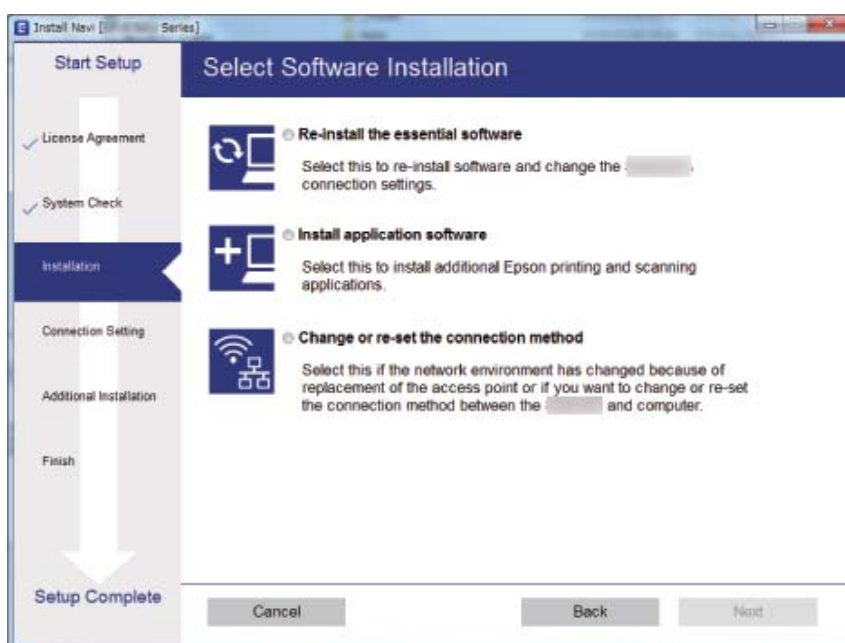 Install Navi [ Series]
Start Setup
License Agreement
System Check
Installation
Connection Setting
Additional Installation
Finish
Setup Complete
Select Software Installation
Re-install the essential software
Select this to re-install software and change the
connection settings.
Install application software
Select this to install additional Epson printing and scanning
applications.
Change or re-set the connection method
Select this if the network environment has changed because of
replacement of the access point or if you want to change or re-set
the connection method between the and computer.
Cancel
Back
Next